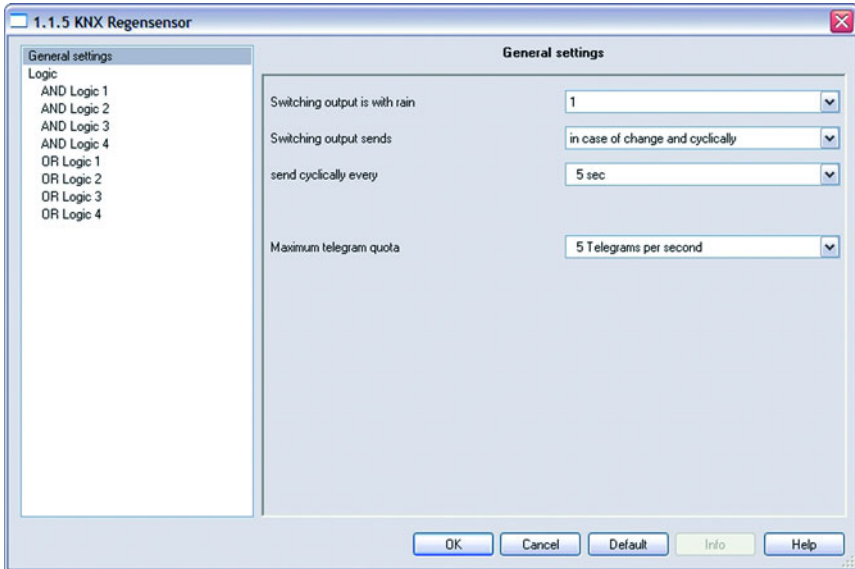 1.1.5 KNX Regensensor
General settings
Logic
AND Logic 1
AND Logic 2
AND Logic 3
AND Logic 4
OR Logic 1
OR Logic 2
OR Logic 3
OR Logic 4
General settings
Switching output is with rain 1
Switching output sends in case of change and cyclically
send cyclically every 5 sec
Maximum telegram quota 5 Telegrams per second
OK Cancel Default Info Help